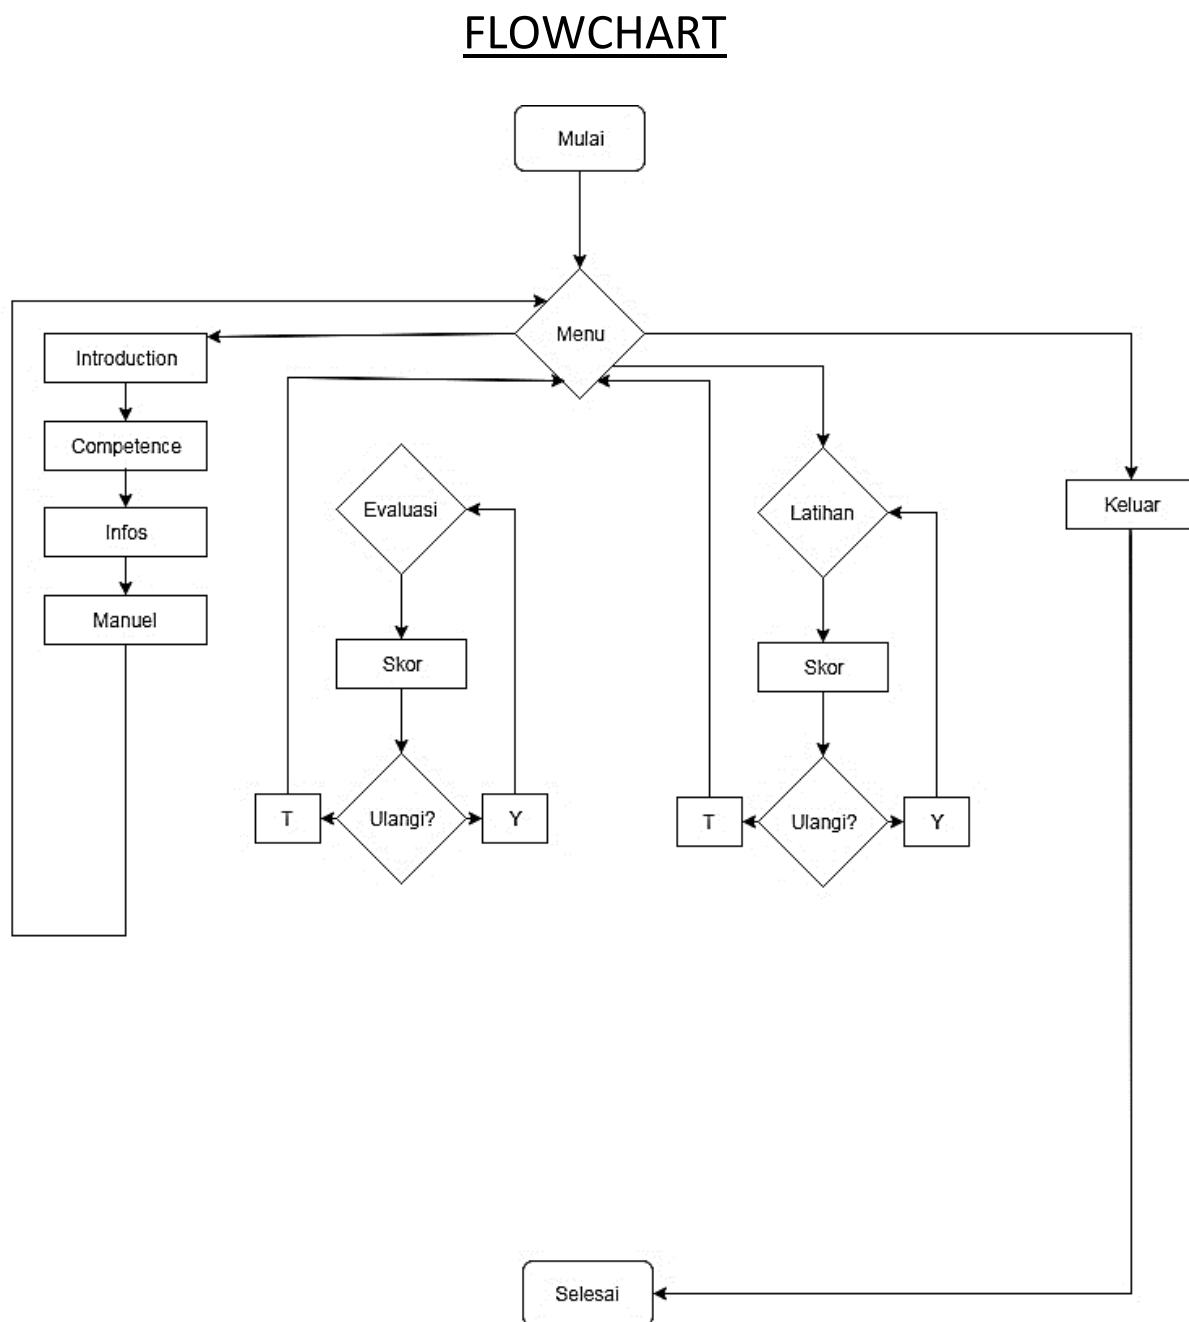 FLOWCHART
Mulai
Menu
Introduction
Competence
Infos
Manuel
Evaluasi
Skor
Ulangi?
T
Y
Latihan
Skor
Ulangi?
T
Y
Keluar
Selesai